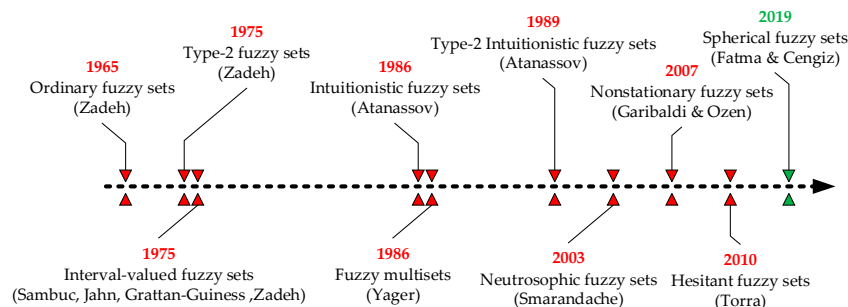 1965
Ordinary fuzzy sets
(Zadeh)
1975
Type-2 fuzzy sets
(Zadeh)
1986
Intuitionistic fuzzy sets
(Atanassov)
1989
Type-2 Intuitionistic fuzzy sets
(Atanassov)
2007
Nonstationary fuzzy sets
(Garibaldi & Ozen)
2019
Spherical fuzzy sets
(Fatma & Cengiz)
1975
Interval-valued fuzzy sets
(Sambuc, Jahn, Grattan-Guiness ,Zadeh)
1986
Fuzzy multisets
(Yager)
2003
Neutrosophic fuzzy sets
(Smarandache)
2010
Hesitant fuzzy sets
(Torra)